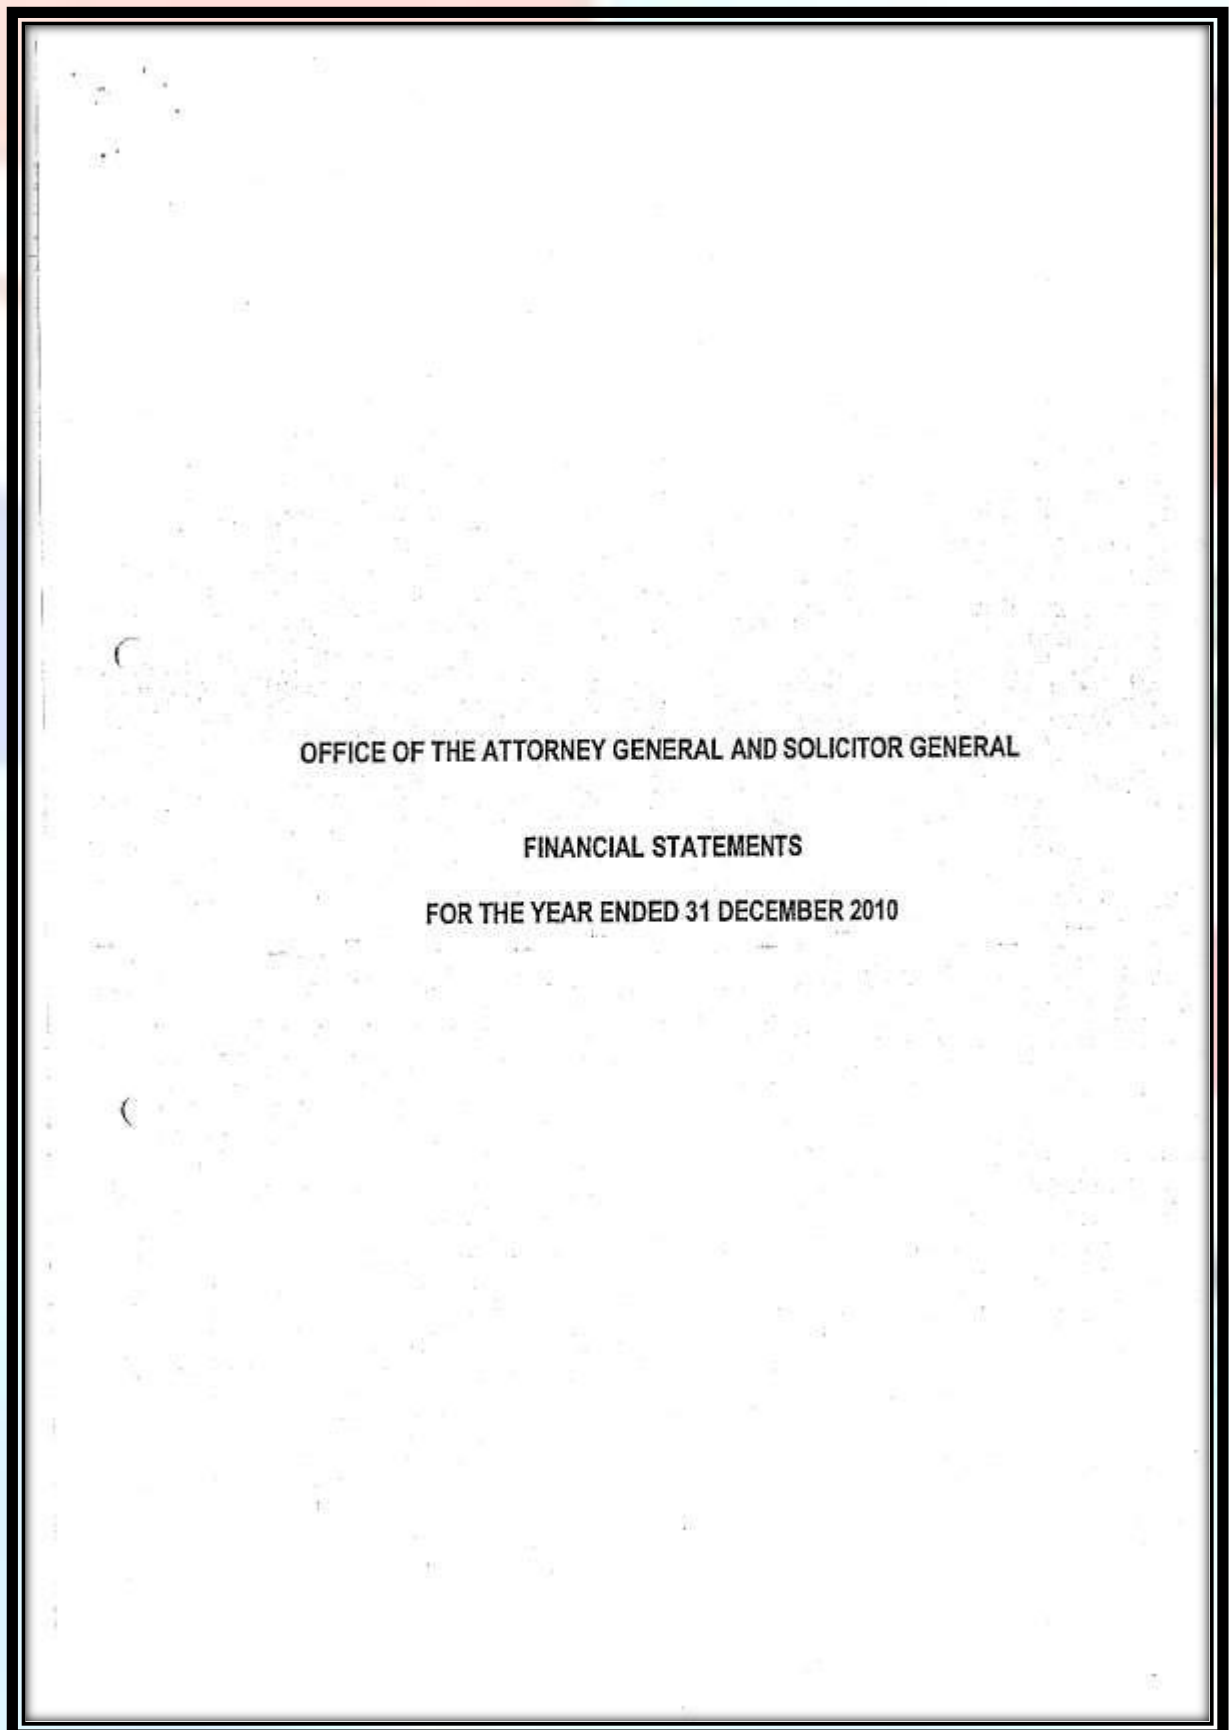 OFFICE OF THE ATTORNEY GENERAL AND SOLICITOR GENERAL
FINANCIAL STATEMENTS
FOR THE YEAR ENDED 31 DECEMBER 2010